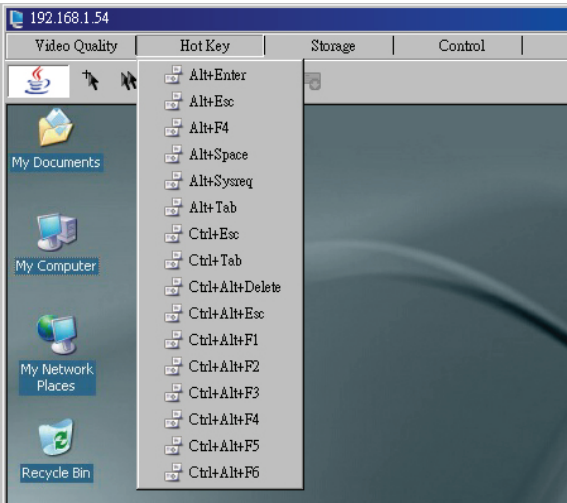 192.168.1.54
Video Quality Hot Key Storage Control
Alt+Enter
Alt+Esc
Alt+F4
Alt+Space
Alt+Sysreq
Alt+Tab
Ctrl+Esc
Ctrl+Tab
Ctrl+Alt+Delete
Ctrl+Alt+Esc
Ctrl+Alt+F1
Ctrl+Alt+F2
Ctrl+Alt+F3
Ctrl+Alt+F4
Ctrl+Alt+F5
Ctrl+Alt+F6
My Documents
My Computer
My Network
Places
Recycle Bin